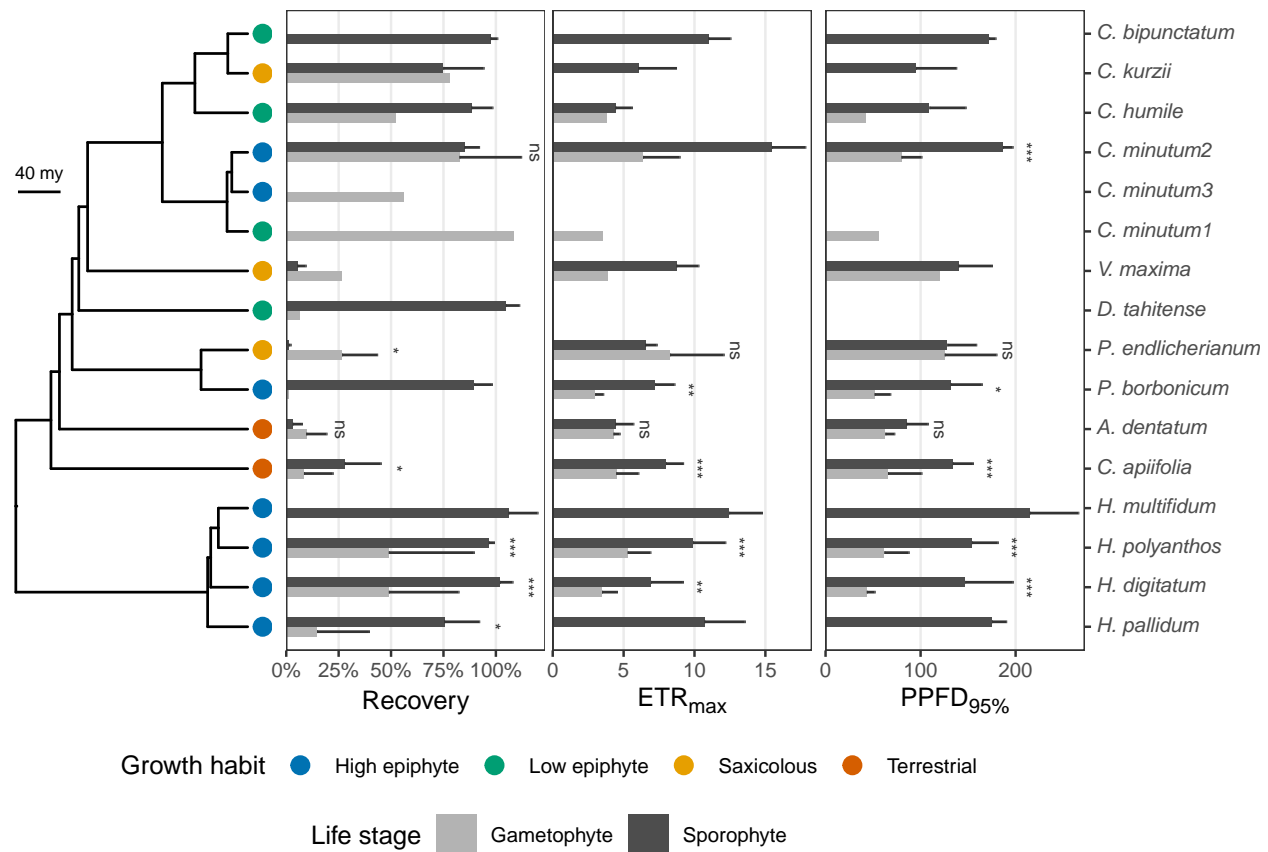 40 my
C. bipunctatum
C. kurzii
C. humile
ns
***
C. minutum2
C. minutum3
C. minutum1
V. maxima
D. tahitense
*
ns
ns
P. endlicherianum
**
*
P. borbonicum
ns
ns
ns
A. dentatum
*
***
***
C. apiifolia
H. multifidum
***
***
***
H. polyanthos
***
**
***
H. digitatum
*
H. pallidum
0% 25% 50% 75% 100% 0 5 10 15 0 100 200
Recovery ETRmax PPFD95%
Growth habit High epiphyte Low epiphyte Saxicolous Terrestrial
Life stage Gametophyte Sporophyte